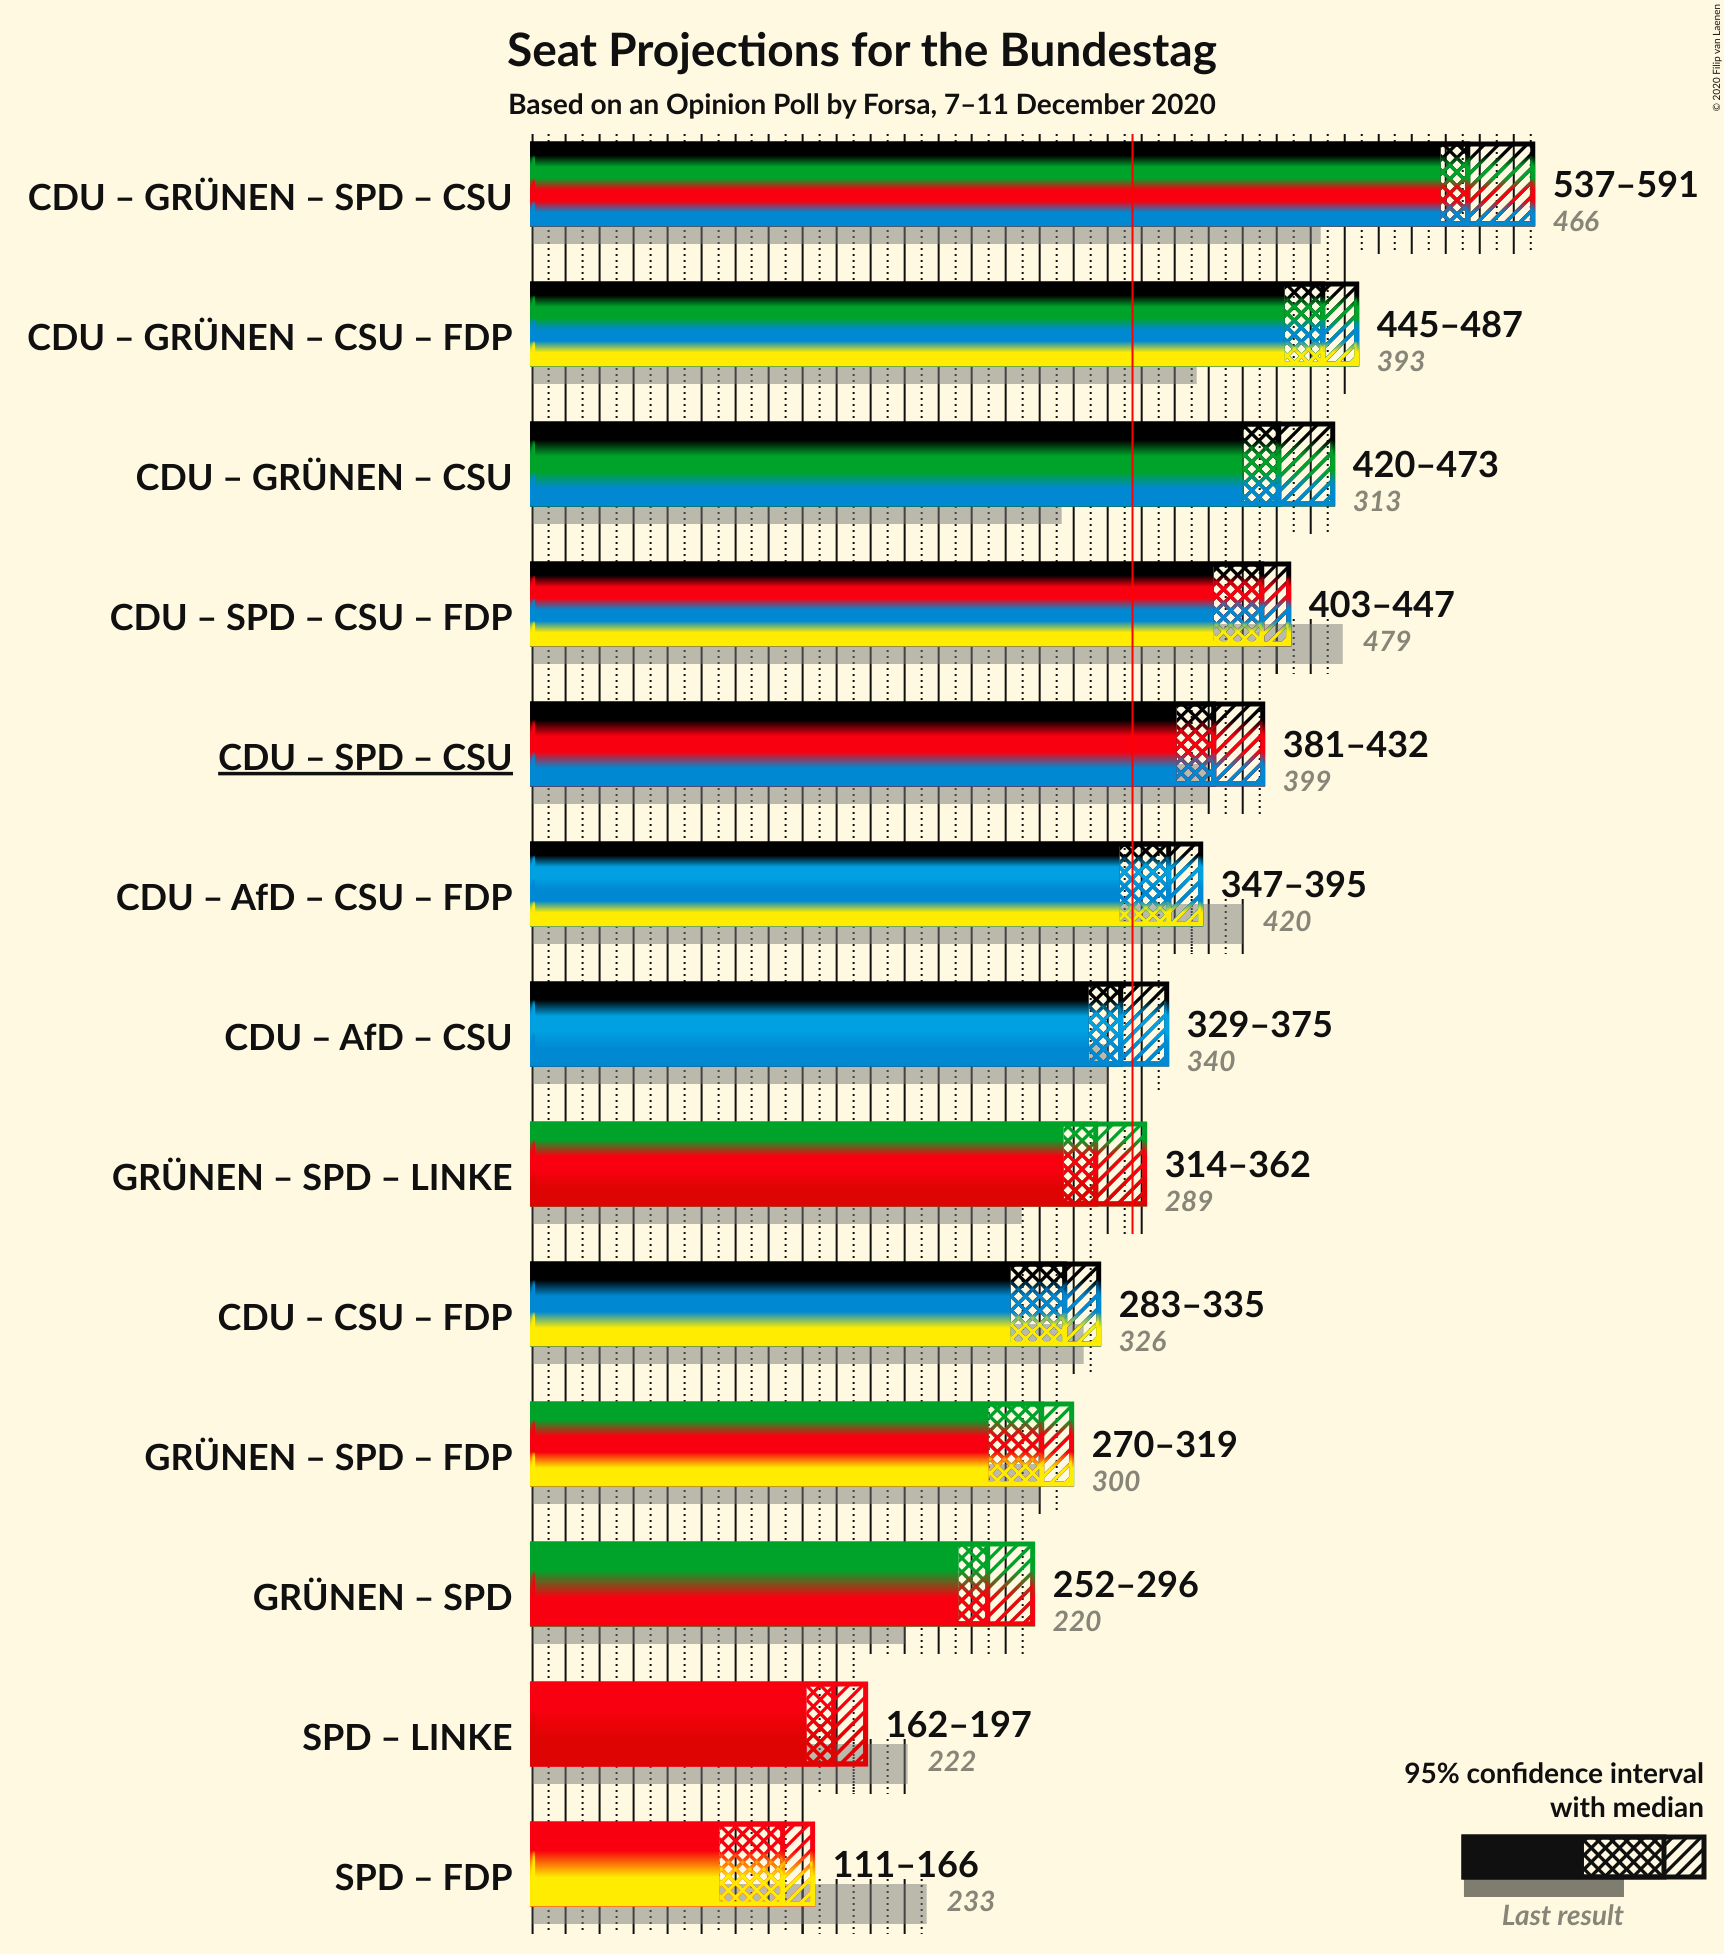 Seat Projections for the Bundestag
Based on an Opinion Poll by Forsa, 7–11 December 2020
© 2020 Filip van Laenen
CDU – GRÜNEN – SPD – CSU
537–591
466
CDU – GRÜNEN – CSU – FDP
445–487
393
CDU – GRÜNEN – CSU
420–473
313
CDU – SPD – CSU – FDP
403–447
479
CDU – SPD – CSU
381–432
399
CDU – AfD – CSU – FDP
347–395
420
CDU – AfD – CSU
329–375
340
GRÜNEN – SPD – LINKE
314–362
289
CDU – CSU – FDP
283–335
326
GRÜNEN – SPD – FDP
270–319
300
GRÜNEN – SPD
252–296
220
SPD – LINKE
162–197
222
SPD – FDP
111–166
233
95% confidence interval
with median
Last result